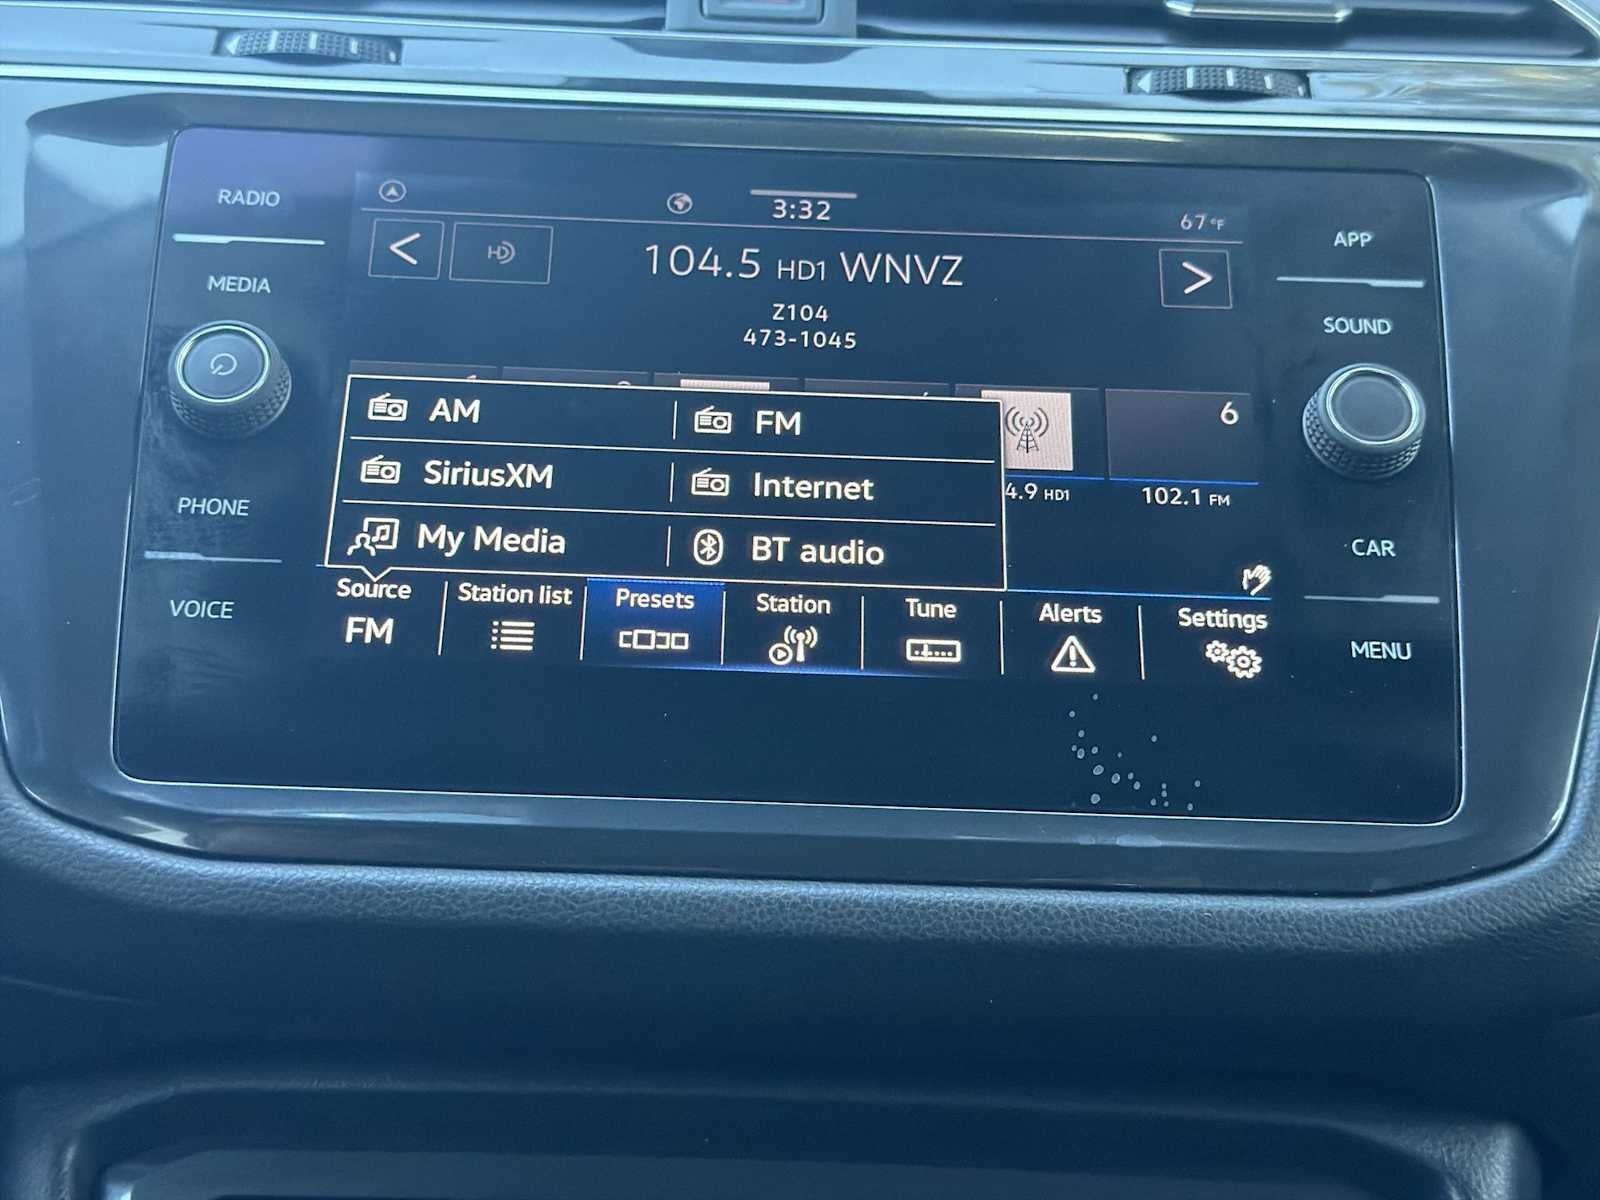 RADIO
MEDIA
PHONE
VOICE
3:32
67°F
HD
104.5 HD1 WNVZ
Z104
473-1045
6
4.9 HD1
102.1 FM
AM
FM
SiriusXM
Internet
My Media
BT audio
Source
FM
Station list
Presets
Station
Tune
Alerts
Settings
APP
SOUND
CAR
MENU